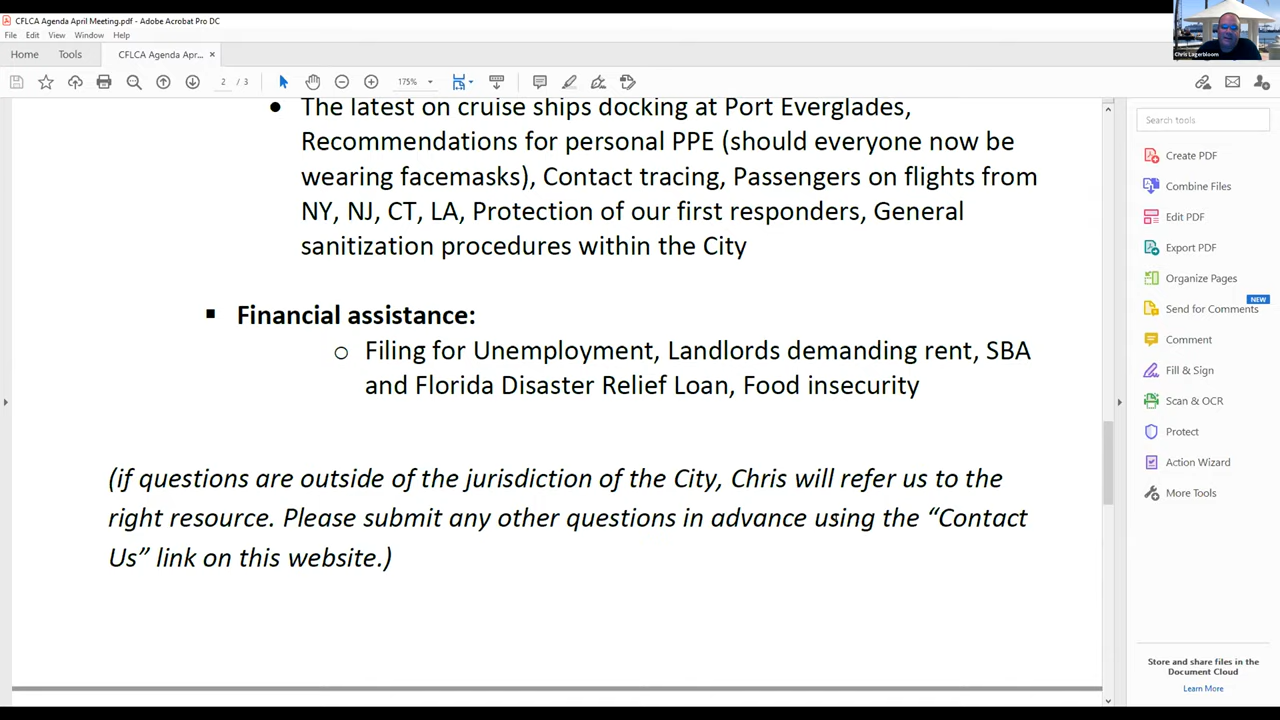 CFLCA Agenda April Meeting.pdf - Adobe Acrobat Pro DC
File Edit View Window Help
Home Tools CFLCA Agenda Apr... ×
2 / 3 175%
Chris Lagerbloom
• The latest on cruise ships docking at Port Everglades,
Recommendations for personal PPE (should everyone now be
wearing facemasks), Contact tracing, Passengers on flights from
NY, NJ, CT, LA, Protection of our first responders, General
sanitization procedures within the City
▪ Financial assistance:
o Filing for Unemployment, Landlords demanding rent, SBA
and Florida Disaster Relief Loan, Food insecurity
(if questions are outside of the jurisdiction of the City, Chris will refer us to the
right resource. Please submit any other questions in advance using the “Contact
Us” link on this website.)
Search tools
Create PDF
Combine Files
Edit PDF
Export PDF
Organize Pages
NEW
Send for Comments
Comment
Fill & Sign
Scan & OCR
Protect
Action Wizard
More Tools
Store and share files in the
Document Cloud
Learn More